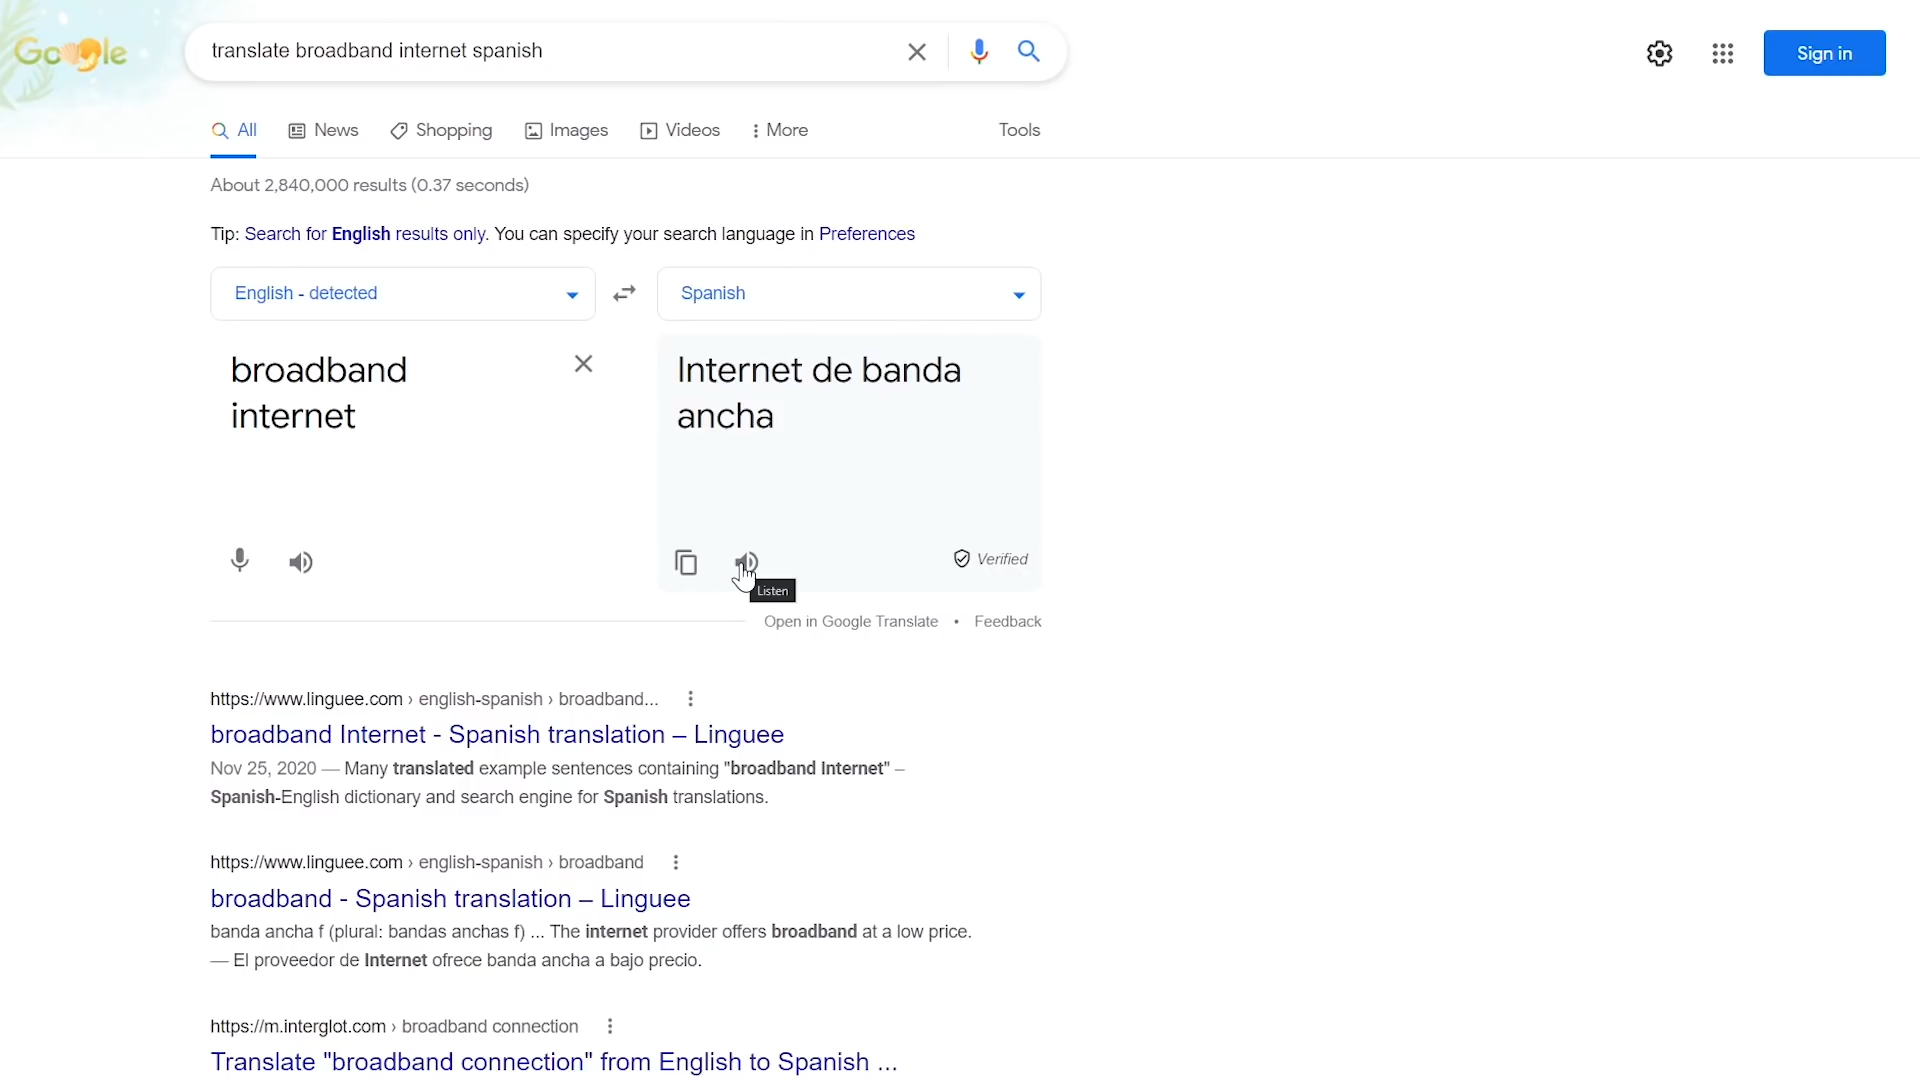 Google
translate broadband internet spanish
Sign in
All News Shopping Images Videos More Tools
About 2,840,000 results (0.37 seconds)
Tip: Search for English results only. You can specify your search language in Preferences
English - detected Spanish
broadband
internet
Internet de banda
ancha
Verified
Listen
Open in Google Translate • Feedback
https://www.linguee.com › english-spanish › broadband...
broadband Internet - Spanish translation – Linguee
Nov 25, 2020 — Many translated example sentences containing "broadband Internet" –
Spanish-English dictionary and search engine for Spanish translations.
https://www.linguee.com › english-spanish › broadband
broadband - Spanish translation – Linguee
banda ancha f (plural: bandas anchas f) ... The internet provider offers broadband at a low price.
— El proveedor de Internet ofrece banda ancha a bajo precio.
https://m.interglot.com › broadband connection
Translate "broadband connection" from English to Spanish ...